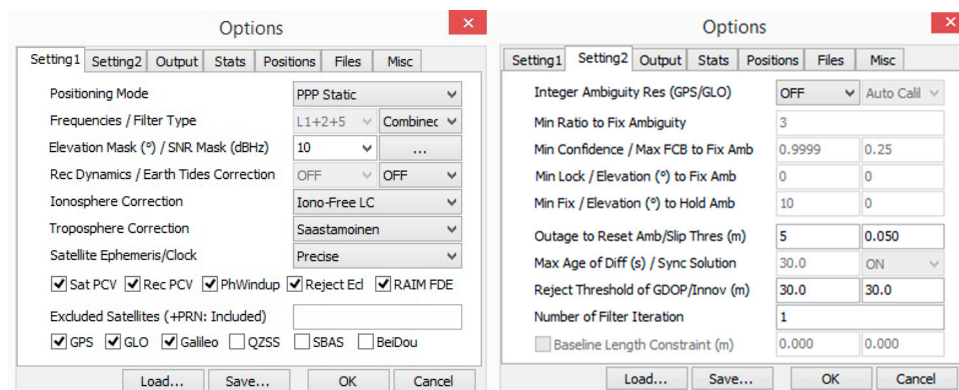 Options
Setting1 Setting2 Output Stats Positions Files Misc
Positioning Mode PPP Static
Frequencies / Filter Type L1+2+5 Combinec
Elevation Mask (°) / SNR Mask (dBHz) 10 ...
Rec Dynamics / Earth Tides Correction OFF OFF
Ionosphere Correction Iono-Free LC
Troposphere Correction Saastamoinen
Satellite Ephemeris/Clock Precise
Sat PCV Rec PCV PhWindup Reject Ecl RAIM FDE
Excluded Satellites (+PRN: Included)
GPS GLO Galileo QZSS SBAS BeiDou
Load... Save... OK Cancel
Options
Setting1 Setting2 Output Stats Positions Files Misc
Integer Ambiguity Res (GPS/GLO) OFF Auto Cali
Min Ratio to Fix Ambiguity 3
Min Confidence / Max FCB to Fix Amb 0.9999 0.25
Min Lock / Elevation (°) to Fix Amb 0 0
Min Fix / Elevation (°) to Hold Amb 10 0
Outage to Reset Amb/Slip Thres (m) 5 0.050
Max Age of Diff (s) / Sync Solution 30.0 ON
Reject Threshold of GDOP/Innov (m) 30.0 30.0
Number of Filter Iteration 1
Baseline Length Constraint (m) 0.000 0.000
Load... Save... OK Cancel